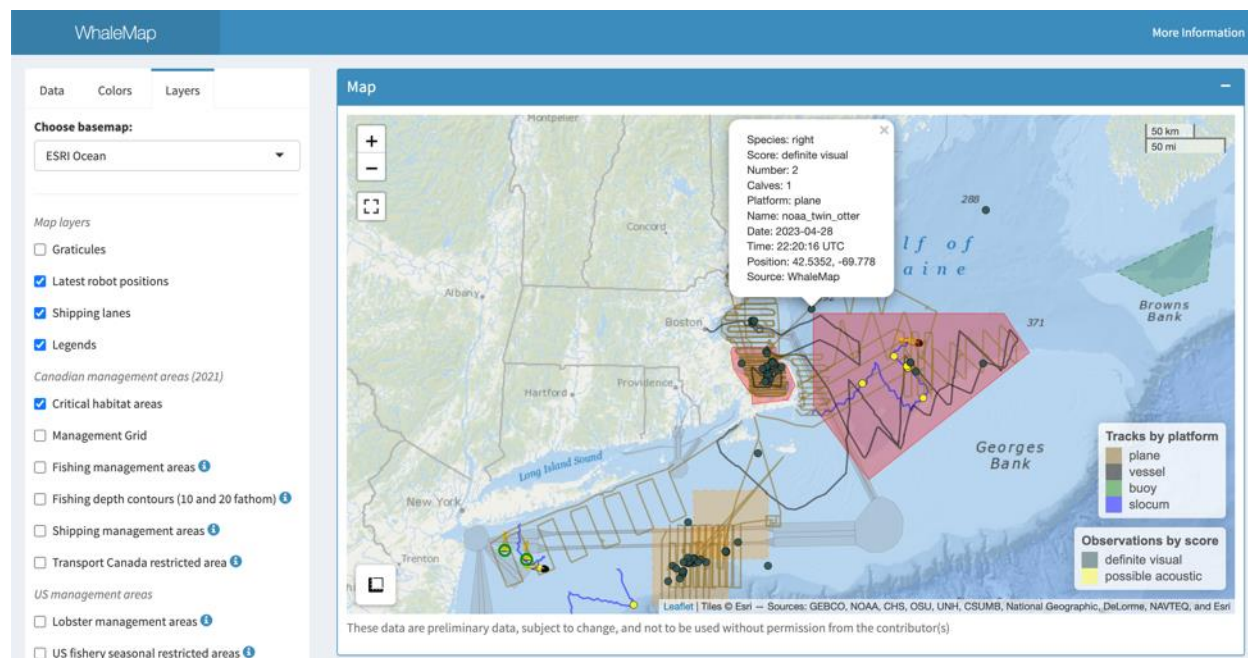 WhaleMap
More Information
Data Colors Layers
Choose basemap:
ESRI Ocean
Map layers
Graticules
Latest robot positions
Shipping lanes
Legends
Canadian management areas (2021)
Critical habitat areas
Management Grid
Fishing management areas
Fishing depth contours (10 and 20 fathom)
Shipping management areas
Transport Canada restricted area
US management areas
Lobster management areas
US fishery seasonal restricted areas
Map
+
−
Montpelier
Species: right
Score: definite visual
Number: 2
Calves: 1
Platform: plane
Name: noaa_twin_otter
Date: 2023-04-28
Time: 22:20:16 UTC
Position: 42.5352, -69.778
Source: WhaleMap
50 km
50 mi
288
Concord
lf of
aine
Albany
Boston
371
Browns
Bank
Providence
Hartford
Georges
Bank
Long Island Sound
New York
Trenton
Tracks by platform
plane
vessel
buoy
slocum
Observations by score
definite visual
possible acoustic
Leaflet | Tiles © Esri — Sources: GEBCO, NOAA, CHS, OSU, UNH, CSUMB, National Geographic, DeLorme, NAVTEQ, and Esri
These data are preliminary data, subject to change, and not to be used without permission from the contributor(s)